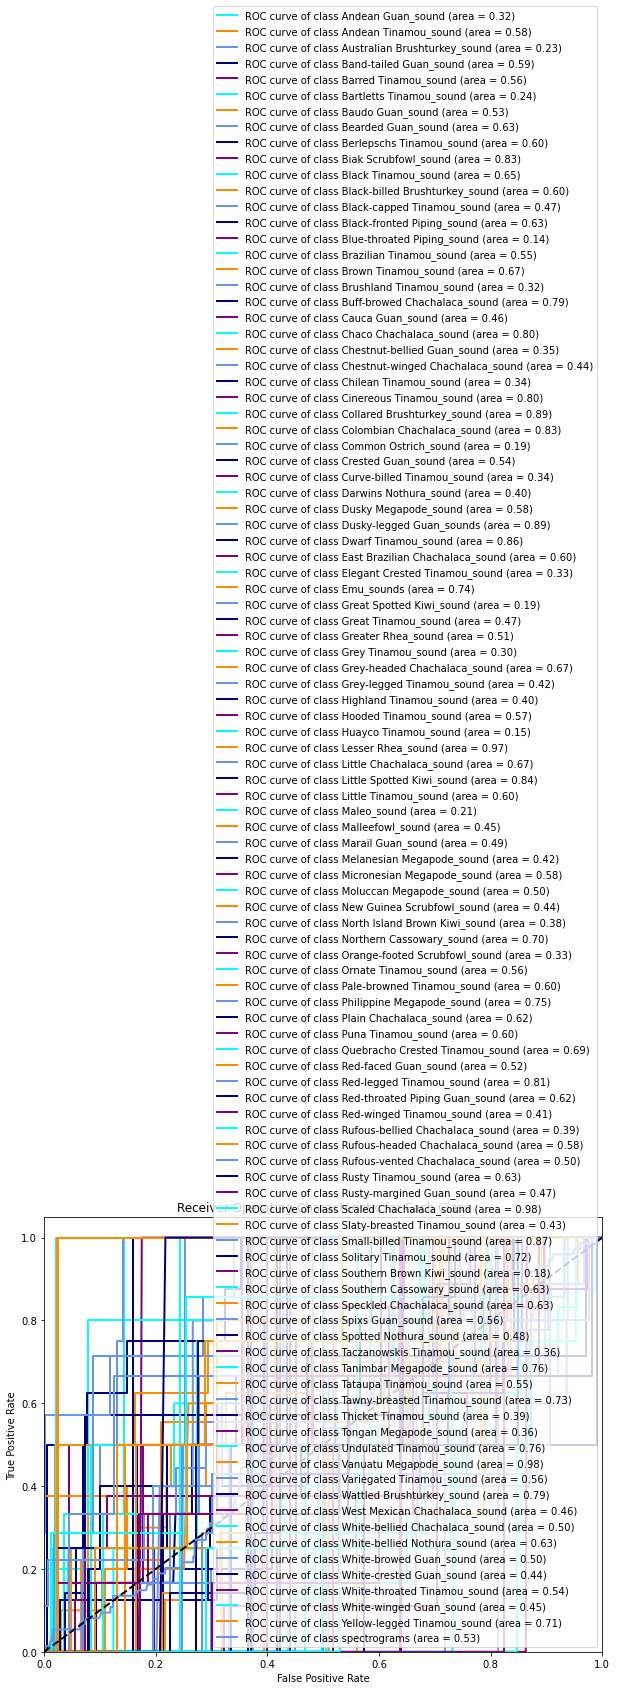 ROC curve of class Andean Guan_sound (area = 0.32)
ROC curve of class Andean Tinamou_sound (area = 0.58)
ROC curve of class Australian Brushturkey_sound (area = 0.23)
ROC curve of class Band-tailed Guan_sound (area = 0.59)
ROC curve of class Barred Tinamou_sound (area = 0.56)
ROC curve of class Bartletts Tinamou_sound (area = 0.24)
ROC curve of class Baudo Guan_sound (area = 0.53)
ROC curve of class Bearded Guan_sound (area = 0.63)
ROC curve of class Berlepschs Tinamou_sound (area = 0.60)
ROC curve of class Biak Scrubfowl_sound (area = 0.83)
ROC curve of class Black Tinamou_sound (area = 0.65)
ROC curve of class Black-billed Brushturkey_sound (area = 0.60)
ROC curve of class Black-capped Tinamou_sound (area = 0.47)
ROC curve of class Black-fronted Piping_sound (area = 0.63)
ROC curve of class Blue-throated Piping_sound (area = 0.14)
ROC curve of class Brazilian Tinamou_sound (area = 0.55)
ROC curve of class Brown Tinamou_sound (area = 0.67)
ROC curve of class Brushland Tinamou_sound (area = 0.32)
ROC curve of class Buff-browed Chachalaca_sound (area = 0.79)
ROC curve of class Cauca Guan_sound (area = 0.46)
ROC curve of class Chaco Chachalaca_sound (area = 0.80)
ROC curve of class Chestnut-bellied Guan_sound (area = 0.35)
ROC curve of class Chestnut-winged Chachalaca_sound (area = 0.44)
ROC curve of class Chilean Tinamou_sound (area = 0.34)
ROC curve of class Cinereous Tinamou_sound (area = 0.80)
ROC curve of class Collared Brushturkey_sound (area = 0.89)
ROC curve of class Colombian Chachalaca_sound (area = 0.83)
ROC curve of class Common Ostrich_sound (area = 0.19)
ROC curve of class Crested Guan_sound (area = 0.54)
ROC curve of class Curve-billed Tinamou_sound (area = 0.34)
ROC curve of class Darwins Nothura_sound (area = 0.40)
ROC curve of class Dusky Megapode_sound (area = 0.58)
ROC curve of class Dusky-legged Guan_sounds (area = 0.89)
ROC curve of class Dwarf Tinamou_sound (area = 0.86)
ROC curve of class East Brazilian Chachalaca_sound (area = 0.60)
ROC curve of class Elegant Crested Tinamou_sound (area = 0.33)
ROC curve of class Emu_sounds (area = 0.74)
ROC curve of class Great Spotted Kiwi_sound (area = 0.19)
ROC curve of class Great Tinamou_sound (area = 0.47)
ROC curve of class Greater Rhea_sound (area = 0.51)
ROC curve of class Grey Tinamou_sound (area = 0.30)
ROC curve of class Grey-headed Chachalaca_sound (area = 0.67)
ROC curve of class Grey-legged Tinamou_sound (area = 0.42)
ROC curve of class Highland Tinamou_sound (area = 0.40)
ROC curve of class Hooded Tinamou_sound (area = 0.57)
ROC curve of class Huayco Tinamou_sound (area = 0.15)
ROC curve of class Lesser Rhea_sound (area = 0.97)
ROC curve of class Little Chachalaca_sound (area = 0.67)
ROC curve of class Little Spotted Kiwi_sound (area = 0.84)
ROC curve of class Little Tinamou_sound (area = 0.60)
ROC curve of class Maleo_sound (area = 0.21)
ROC curve of class Malleefowl_sound (area = 0.45)
ROC curve of class Marail Guan_sound (area = 0.49)
ROC curve of class Melanesian Megapode_sound (area = 0.42)
ROC curve of class Micronesian Megapode_sound (area = 0.58)
ROC curve of class Moluccan Megapode_sound (area = 0.50)
ROC curve of class New Guinea Scrubfowl_sound (area = 0.44)
ROC curve of class North Island Brown Kiwi_sound (area = 0.38)
ROC curve of class Northern Cassowary_sound (area = 0.70)
ROC curve of class Orange-footed Scrubfowl_sound (area = 0.33)
ROC curve of class Ornate Tinamou_sound (area = 0.56)
ROC curve of class Pale-browned Tinamou_sound (area = 0.60)
ROC curve of class Philippine Megapode_sound (area = 0.75)
ROC curve of class Plain Chachalaca_sound (area = 0.62)
ROC curve of class Puna Tinamou_sound (area = 0.60)
ROC curve of class Quebracho Crested Tinamou_sound (area = 0.69)
ROC curve of class Red-faced Guan_sound (area = 0.52)
ROC curve of class Red-legged Tinamou_sound (area = 0.81)
ROC curve of class Red-throated Piping Guan_sound (area = 0.62)
ROC curve of class Red-winged Tinamou_sound (area = 0.41)
ROC curve of class Rufous-bellied Chachalaca_sound (area = 0.39)
ROC curve of class Rufous-headed Chachalaca_sound (area = 0.58)
ROC curve of class Rufous-vented Chachalaca_sound (area = 0.50)
ROC curve of class Rusty Tinamou_sound (area = 0.63)
ROC curve of class Rusty-margined Guan_sound (area = 0.47)
ROC curve of class Scaled Chachalaca_sound (area = 0.98)
ROC curve of class Slaty-breasted Tinamou_sound (area = 0.43)
ROC curve of class Small-billed Tinamou_sound (area = 0.87)
ROC curve of class Solitary Tinamou_sound (area = 0.72)
ROC curve of class Southern Brown Kiwi_sound (area = 0.18)
ROC curve of class Southern Cassowary_sound (area = 0.63)
ROC curve of class Speckled Chachalaca_sound (area = 0.63)
ROC curve of class Spixs Guan_sound (area = 0.56)
ROC curve of class Spotted Nothura_sound (area = 0.48)
ROC curve of class Taczanowskis Tinamou_sound (area = 0.36)
ROC curve of class Tanimbar Megapode_sound (area = 0.76)
ROC curve of class Tataupa Tinamou_sound (area = 0.55)
ROC curve of class Tawny-breasted Tinamou_sound (area = 0.73)
ROC curve of class Thicket Tinamou_sound (area = 0.39)
ROC curve of class Tongan Megapode_sound (area = 0.36)
ROC curve of class Undulated Tinamou_sound (area = 0.76)
ROC curve of class Vanuatu Megapode_sound (area = 0.98)
ROC curve of class Variegated Tinamou_sound (area = 0.56)
ROC curve of class Wattled Brushturkey_sound (area = 0.79)
ROC curve of class West Mexican Chachalaca_sound (area = 0.46)
ROC curve of class White-bellied Chachalaca_sound (area = 0.50)
ROC curve of class White-bellied Nothura_sound (area = 0.63)
ROC curve of class White-browed Guan_sound (area = 0.50)
ROC curve of class White-crested Guan_sound (area = 0.44)
ROC curve of class White-throated Tinamou_sound (area = 0.54)
ROC curve of class White-winged Guan_sound (area = 0.45)
ROC curve of class Yellow-legged Tinamou_sound (area = 0.71)
ROC curve of class spectrograms (area = 0.53)
Receiver
1.0
0.8
0.6
0.4
0.2
0.0
True Positive Rate
0.0 0.2 0.4 0.6 0.8 1.0
False Positive Rate